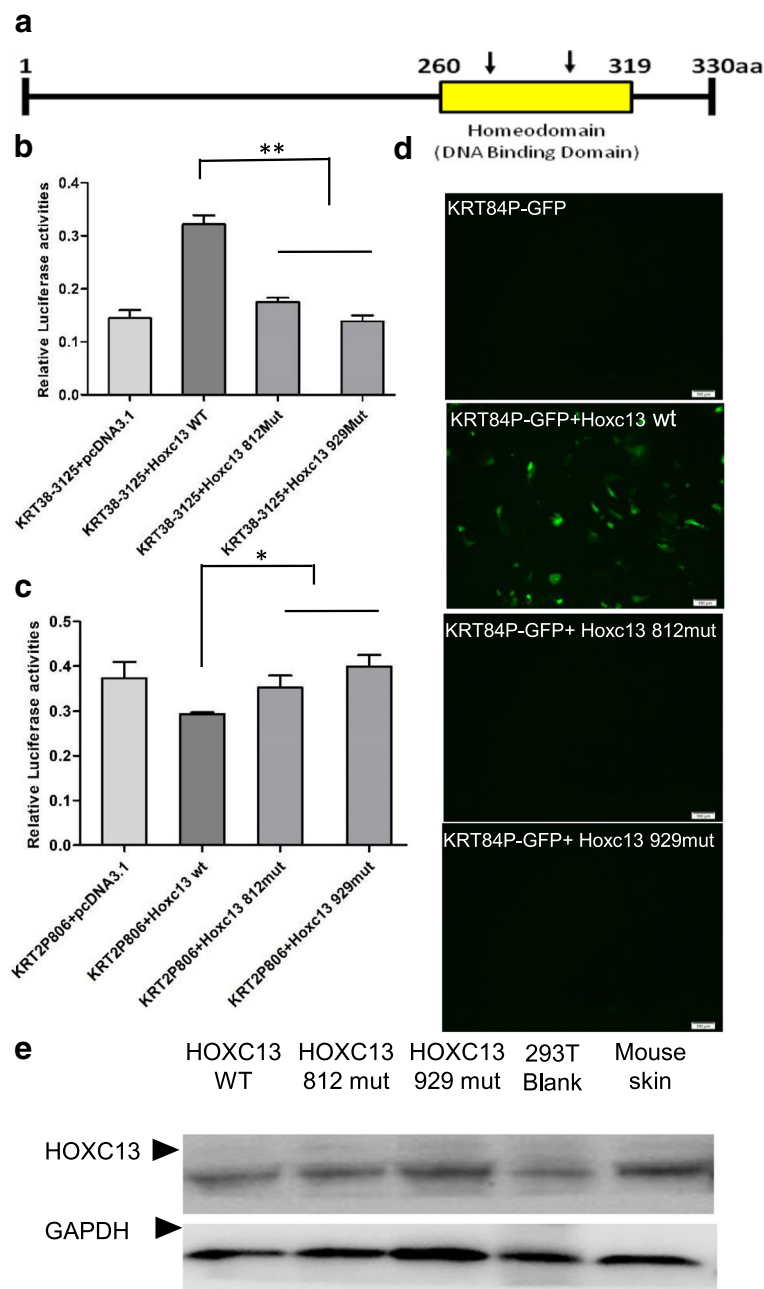 a
1 260 319 330aa
Homeodomain
(DNA Binding Domain)
b
**
0.4
0.3
0.2
0.1
0.0
Relative Luciferase activities
KRT38-3125+pcDNA3.1
KRT38-3125+Hoxc13 WT
KRT38-3125+Hoxc13 812Mut
KRT38-3125+Hoxc13 929Mut
c
*
0.5
0.4
0.3
0.2
0.1
0.0
Relative Luciferase activities
KRT2P806+pcDNA3.1
KRT2P806+Hoxc13 wt
KRT2P806+Hoxc13 812mut
KRT2P806+Hoxc13 929mut
d
KRT84P-GFP
KRT84P-GFP+Hoxc13 wt
KRT84P-GFP+ Hoxc13 812mut
KRT84P-GFP+ Hoxc13 929mut
e
HOXC13 WT
HOXC13 812 mut
HOXC13 929 mut
293T Blank
Mouse skin
HOXC13
GAPDH